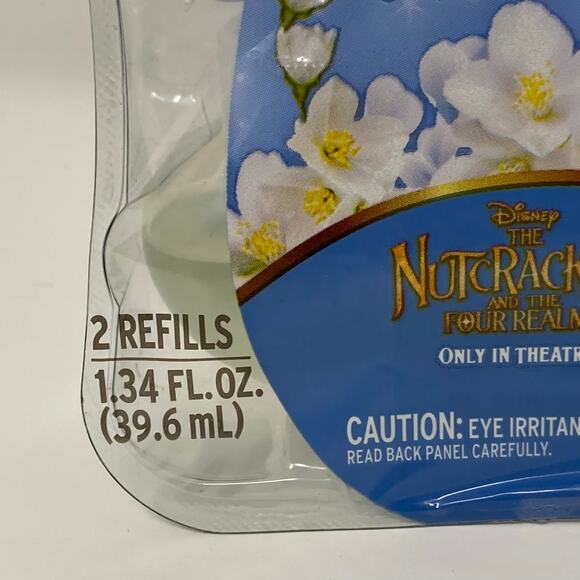 Disney
THE
NUTCRACK
AND THE
FOUR REALM
ONLY IN THEATR
2 REFILLS
1.34 FL. OZ.
(39.6 mL)
CAUTION: EYE IRRITAN
READ BACK PANEL CAREFULLY.